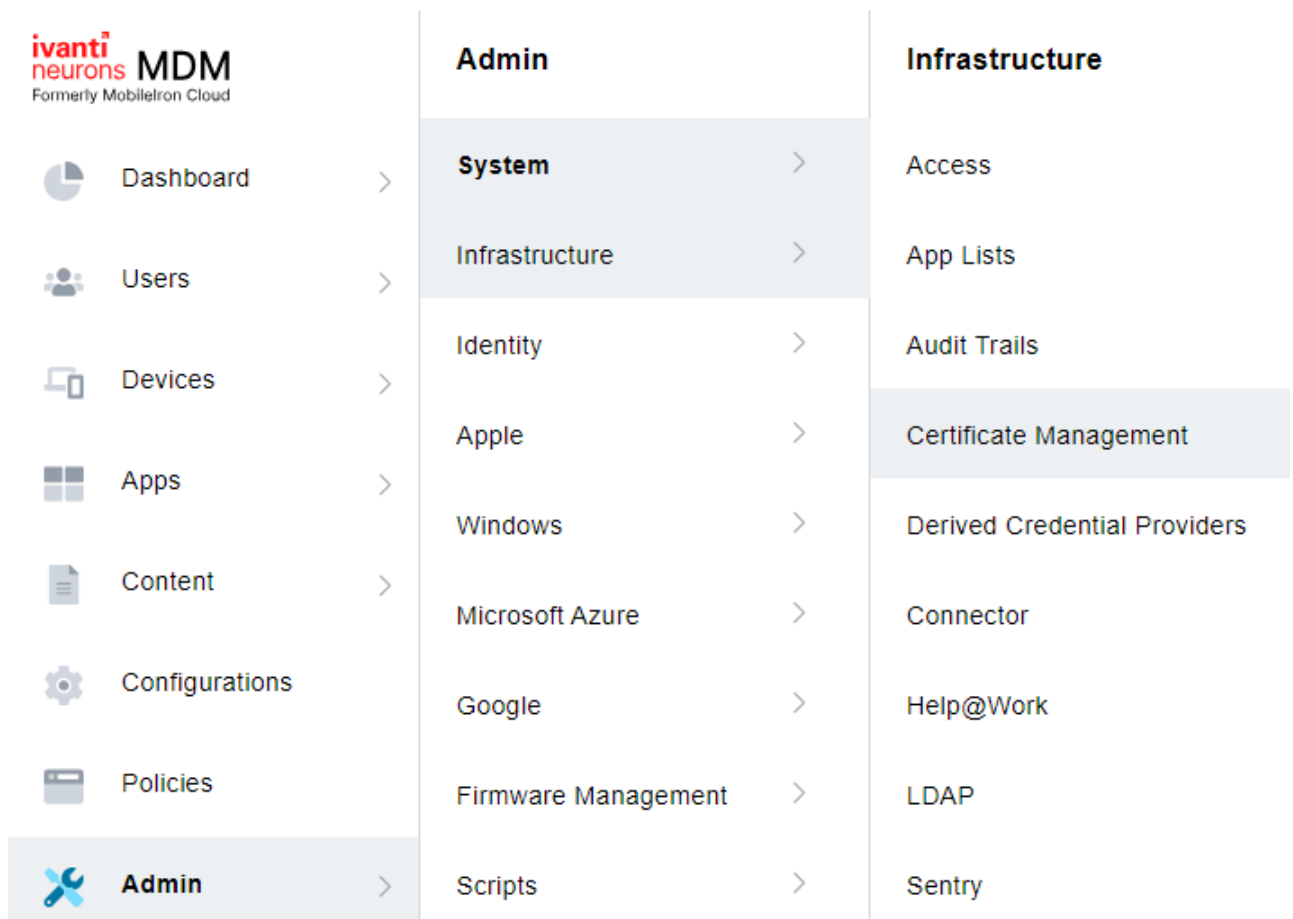 ivanti
neurons MDM
Formerly MobileIron Cloud
Dashboard
Users
Devices
Apps
Content
Configurations
Policies
Admin
Admin
System
Infrastructure
Identity
Apple
Windows
Microsoft Azure
Google
Firmware Management
Scripts
Infrastructure
Access
App Lists
Audit Trails
Certificate Management
Derived Credential Providers
Connector
Help@Work
LDAP
Sentry